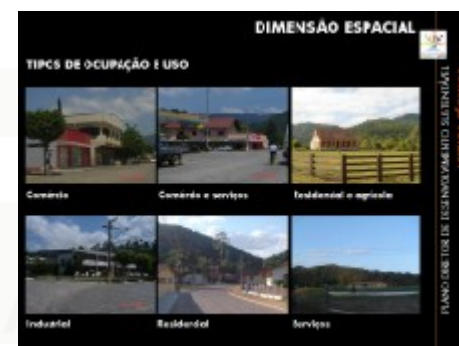 DIMENSÃO ESPACIAL
TIPOS DE OCUPAÇÃO E USO
Comércio
Comércio e serviços
Residencial e agrícola
Industrial
Residencial
Serviços
PLANO DIRETOR DE DESENVOLVIMENTO SUSTENTÁVEL